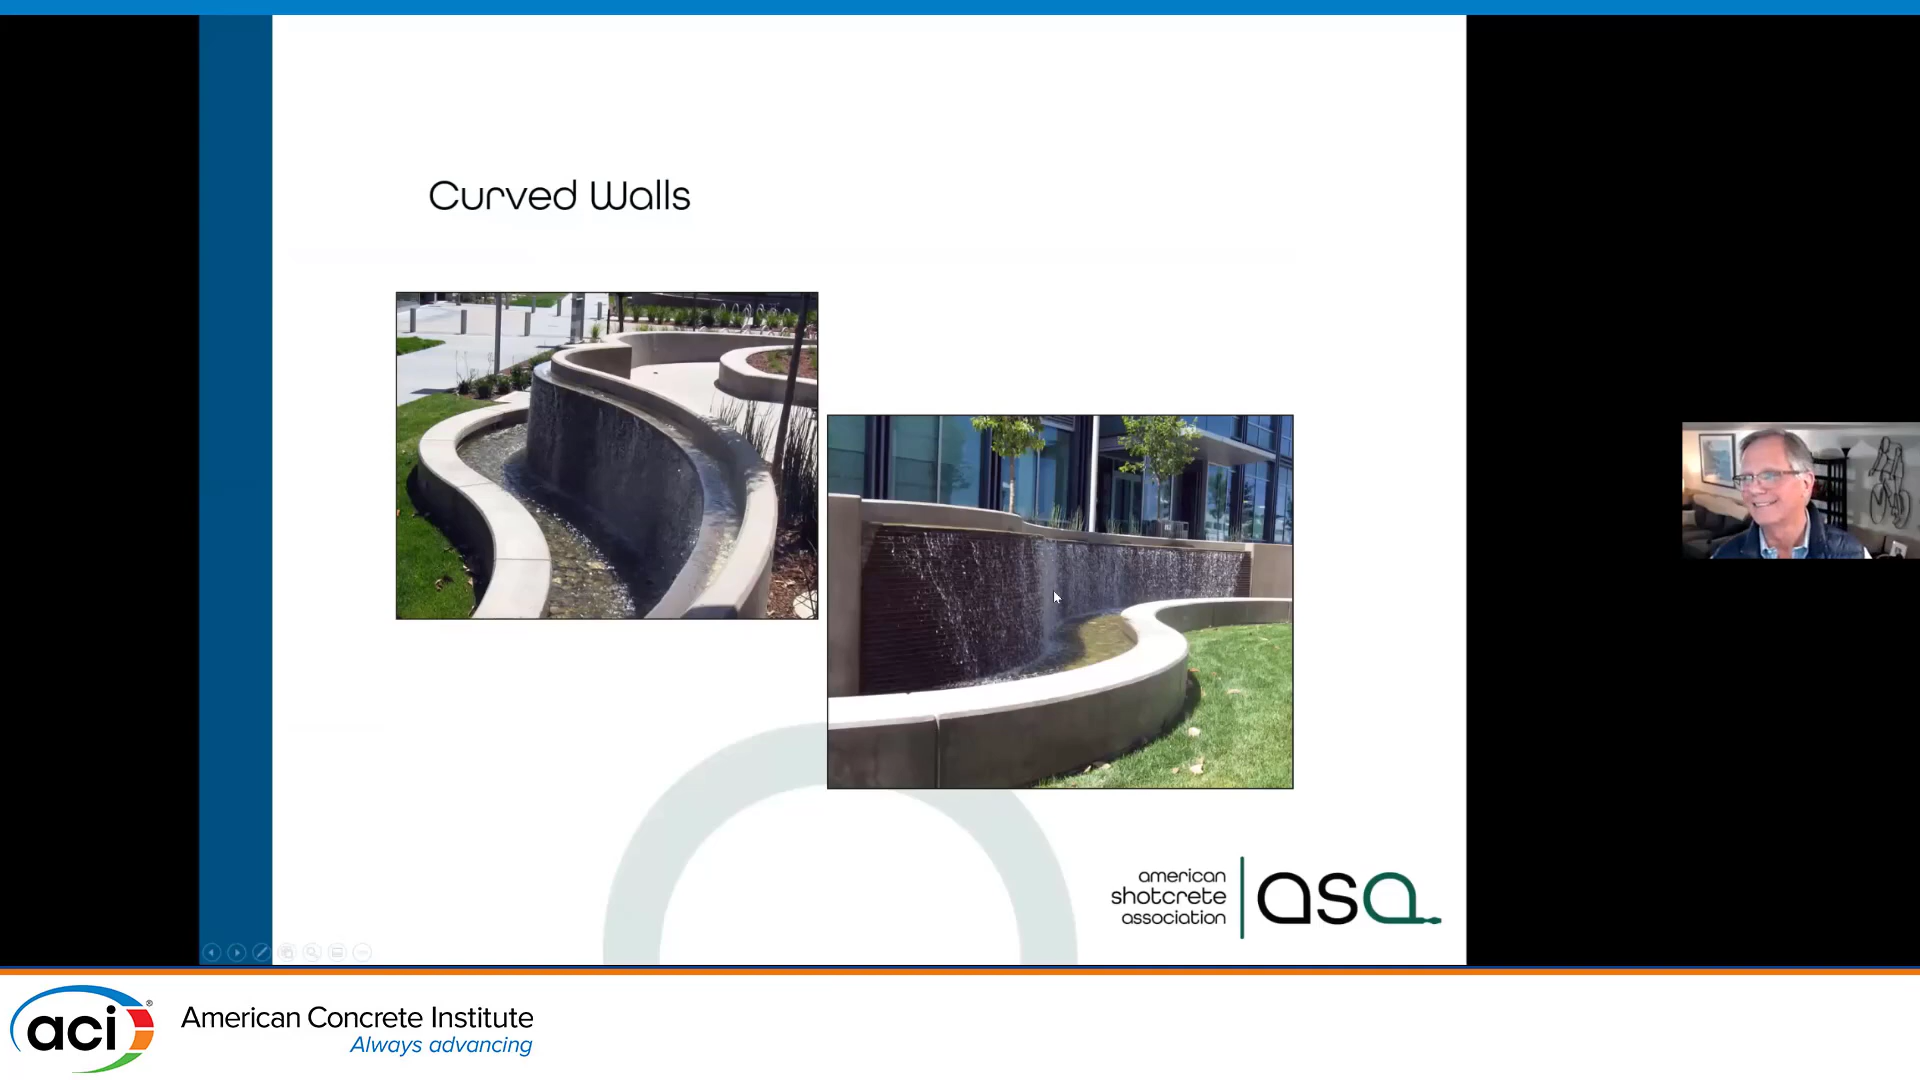 Curved Walls
american
shotcrete
association
asa
aci®
American Concrete Institute
Always advancing